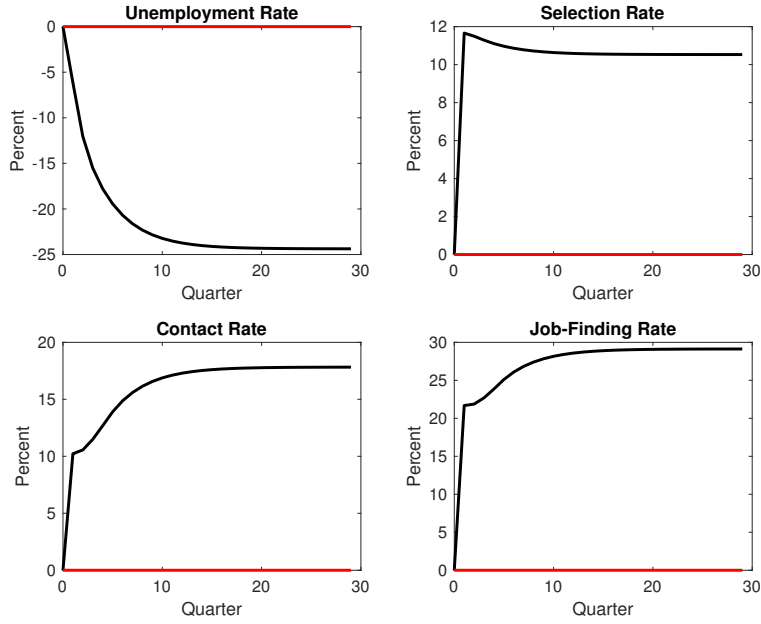 Unemployment Rate
0
-5
-10
-15
-20
-25
Percent
0 10 20 30
Quarter
Selection Rate
12
10
8
6
4
2
0
Percent
0 10 20 30
Quarter
Contact Rate
20
15
10
5
0
Percent
0 10 20 30
Quarter
Job-Finding Rate
30
25
20
15
10
5
0
Percent
0 10 20 30
Quarter